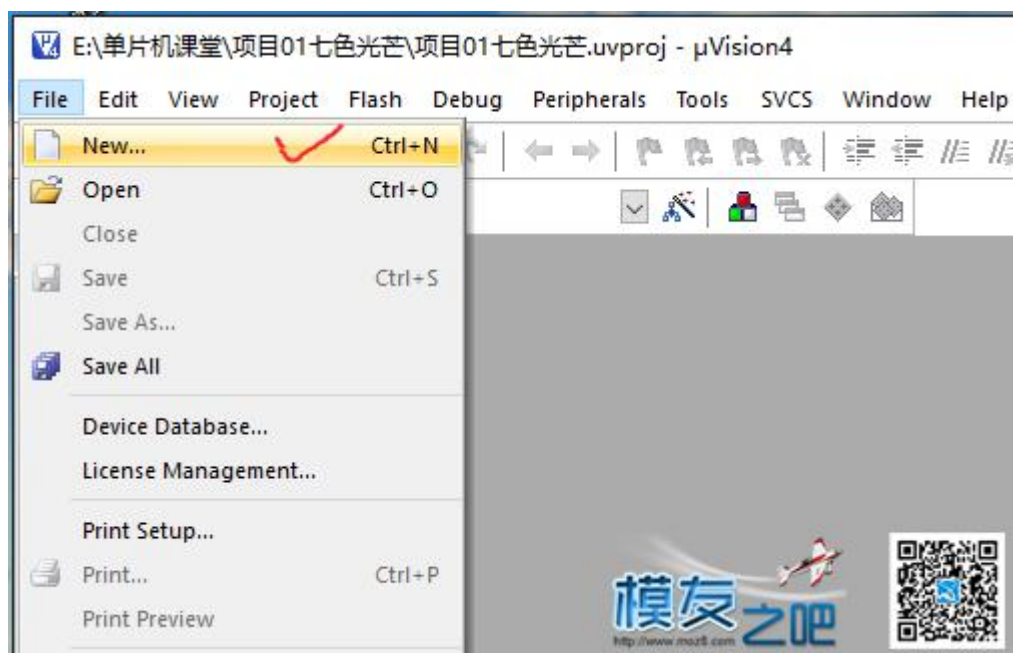 E:\单片机课堂\项目01七色光芒\项目01七色光芒.uvproj - µVision4
File Edit View Project Flash Debug Peripherals Tools SVCS Window Help
New... Ctrl+N
Open Ctrl+O
Close
Save Ctrl+S
Save As...
Save All
Device Database...
License Management...
Print Setup...
Print... Ctrl+P
Print Preview
模友之吧
http://www.moz8.com